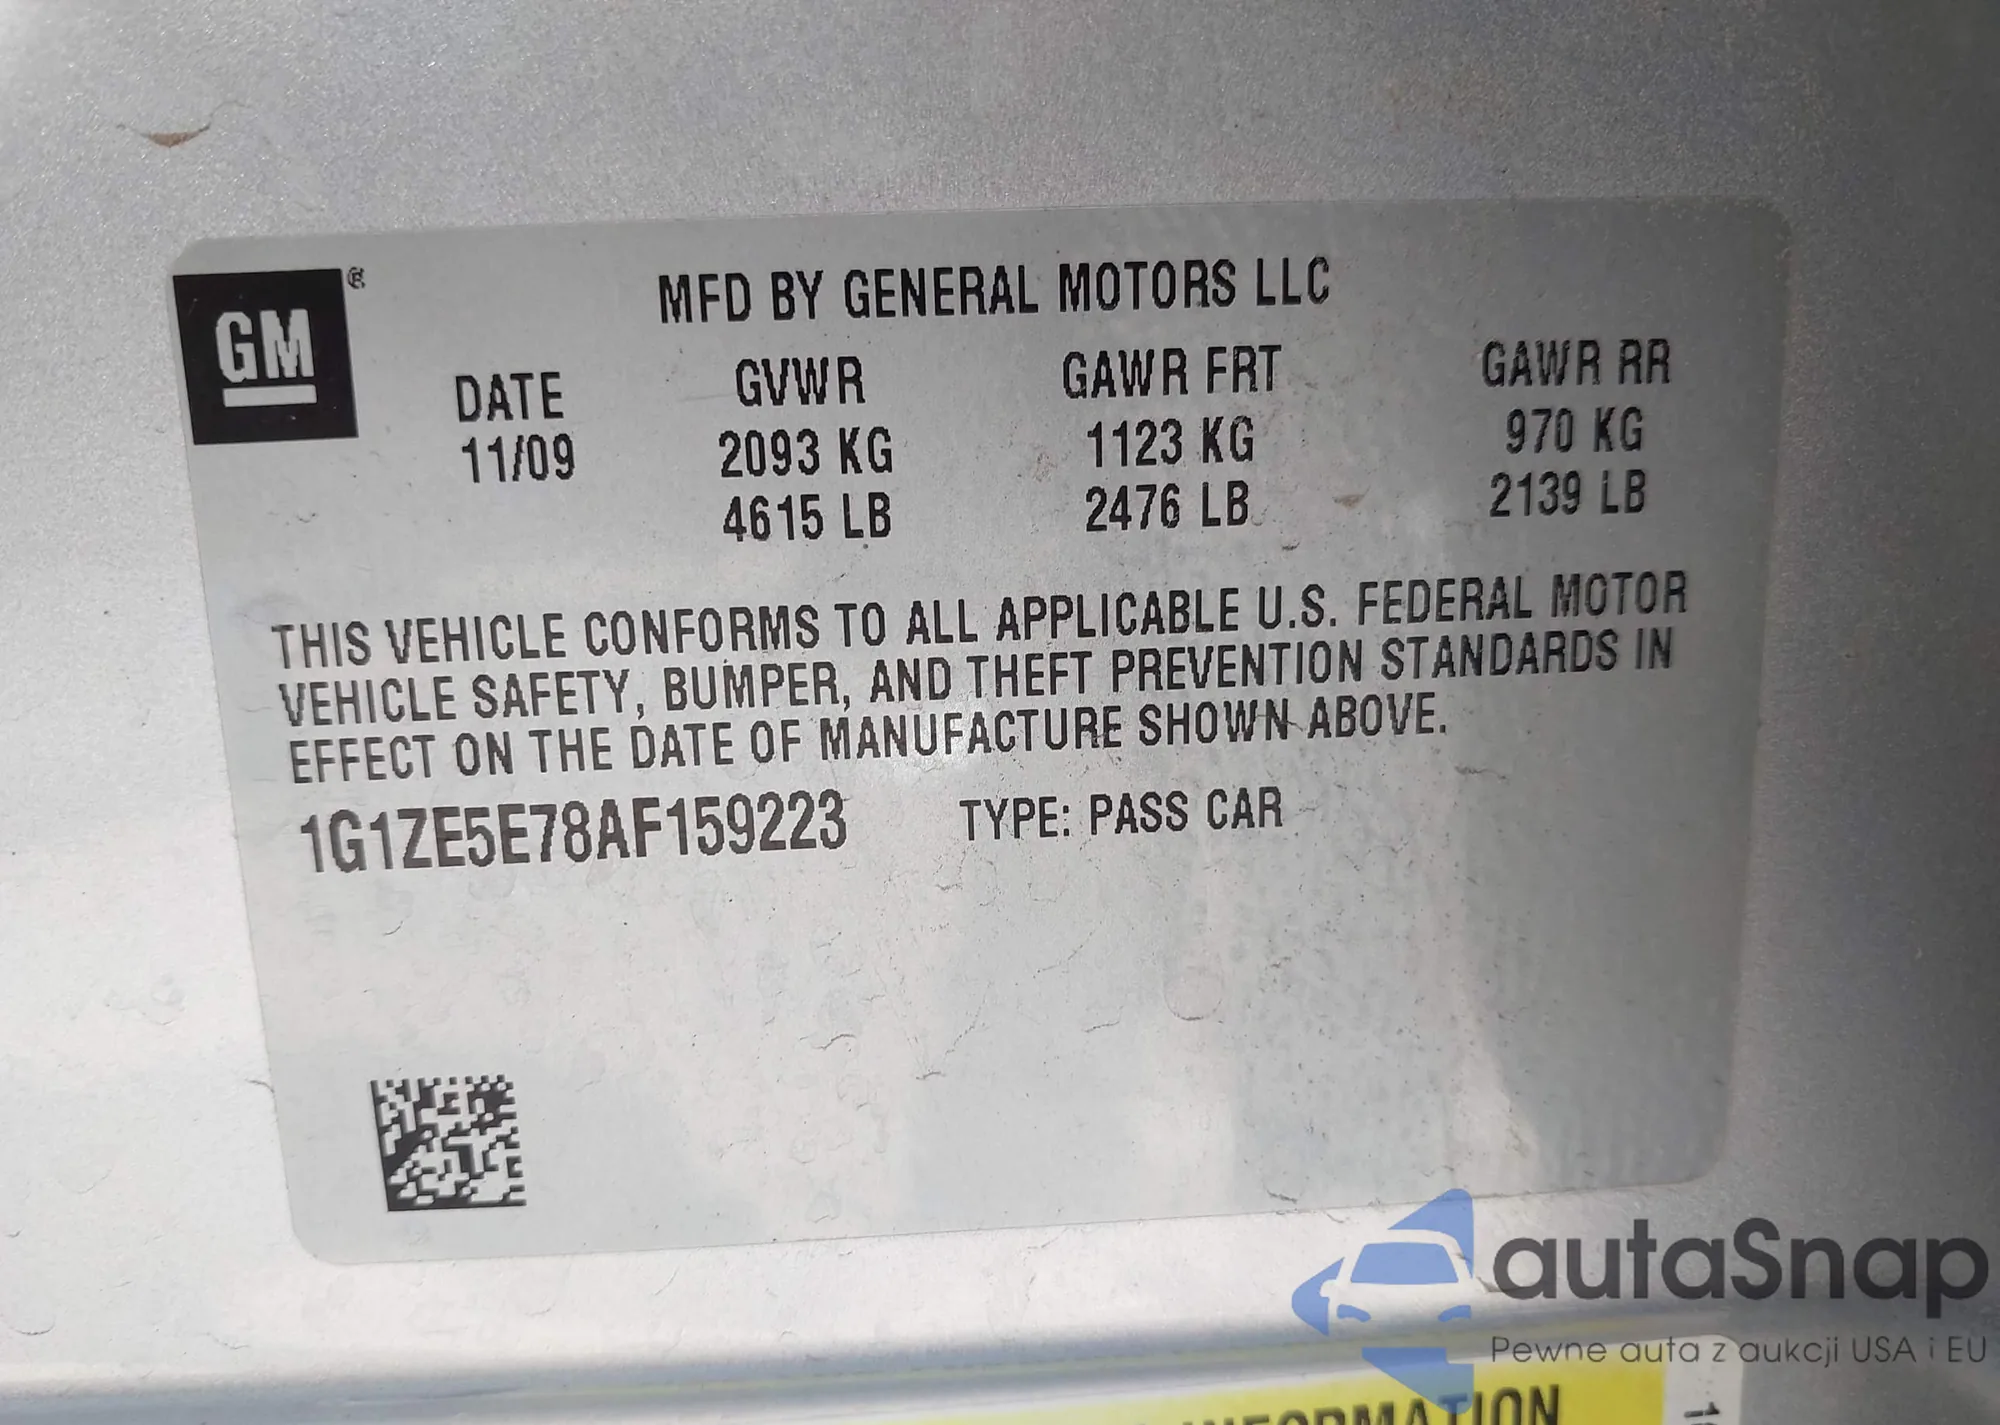 GM®
MFD BY GENERAL MOTORS LLC
DATE GVWR GAWR FRT GAWR RR
11/09 2093 KG 1123 KG 970 KG
4615 LB 2476 LB 2139 LB
THIS VEHICLE CONFORMS TO ALL APPLICABLE U.S. FEDERAL MOTOR
VEHICLE SAFETY, BUMPER, AND THEFT PREVENTION STANDARDS IN
EFFECT ON THE DATE OF MANUFACTURE SHOWN ABOVE.
1G1ZE5E78AF159223 TYPE: PASS CAR
autaSnap
Pewne auta z aukcji USA i EU
INFORMATION